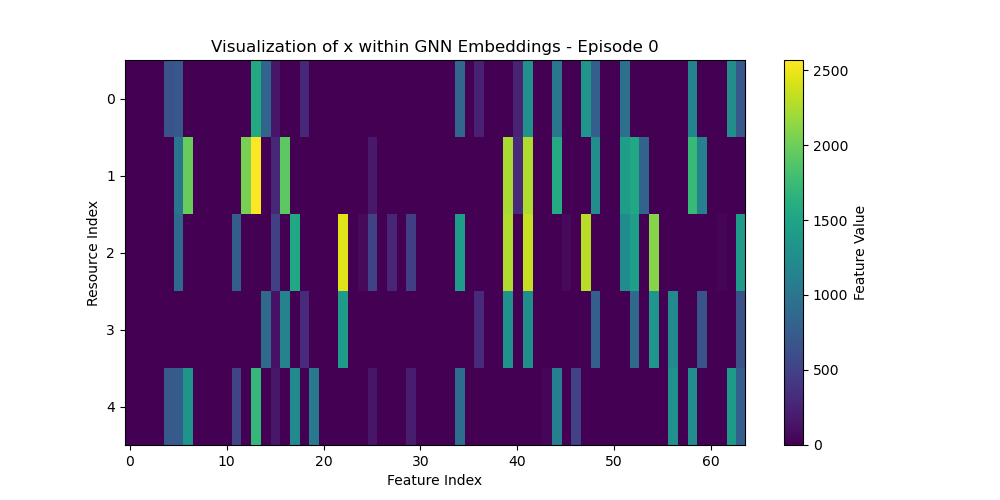 Visualization of x within GNN Embeddings - Episode 0
Resource Index
0
1
2
3
4
0 10 20 30 40 50 60
Feature Index
2500
2000
1500
1000
500
0
Feature Value